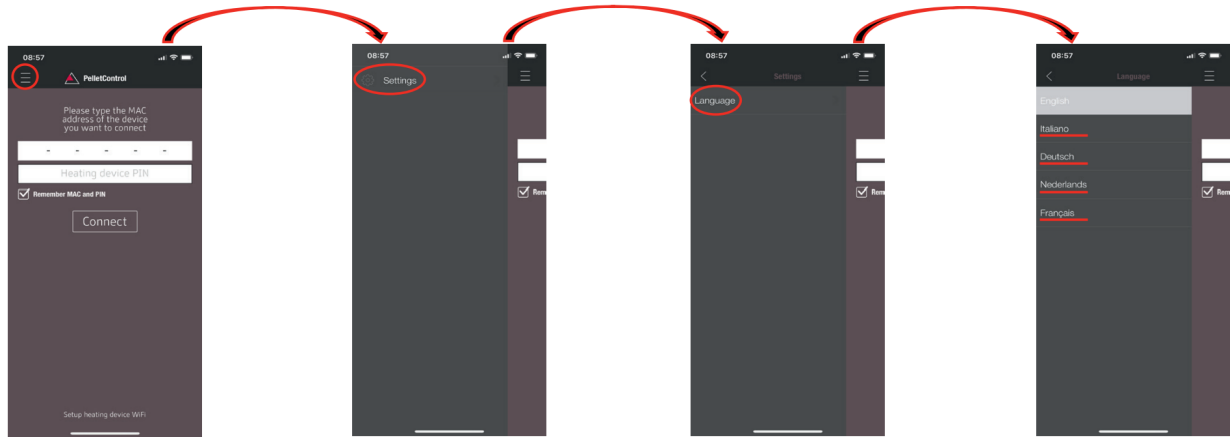 08:57
PelletControl
Please type the MAC
address of the device
you want to connect
- - - - -
Heating device PIN
Remember MAC and PIN
Connect
Setup heating device WiFi
08:57
Settings
Rem
08:57
Settings
Language
Rem
08:57
Language
English
Italiano
Deutsch
Nederlands
Français
Rem